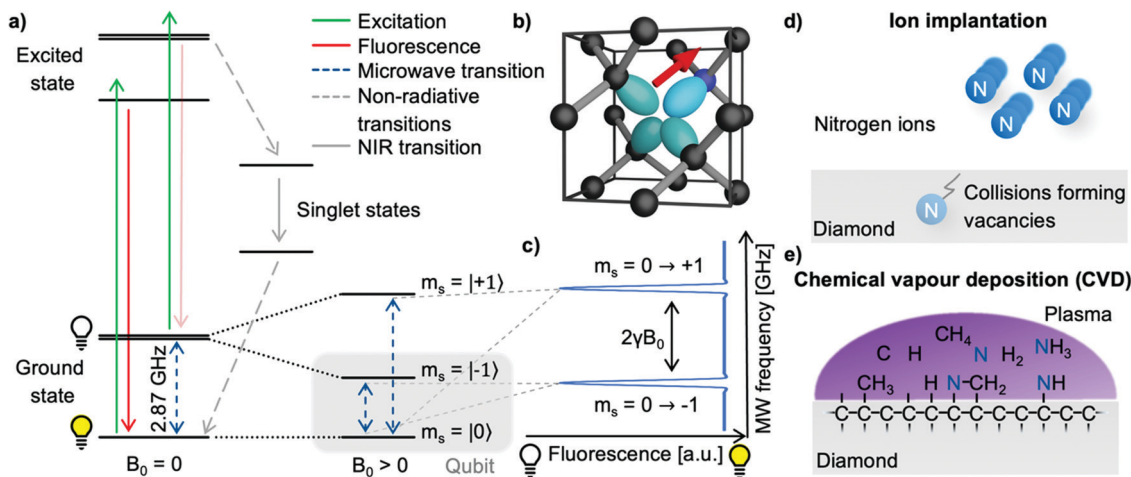 a)
Excited
state
Excitation
Fluorescence
Microwave transition
Non-radiative
transitions
NIR transition
Singlet states
Ground
state
2.87 GHz
B₀ = 0
mₛ = |+1⟩
mₛ = |-1⟩
mₛ = |0⟩
B₀ > 0
Qubit
b)
c)
mₛ = 0 → +1
2γB₀
mₛ = 0 → -1
MW frequency [GHz]
Fluorescence [a.u.]
d)
Ion implantation
N N
N N
Nitrogen ions
N
Collisions forming
vacancies
Diamond
e)
Chemical vapour deposition (CVD)
Plasma
CH₄
C H N H₂ NH₃
CH₃ H N-CH₂ NH
C-C-C-C-C-C-C-C-C-C-C-C
Diamond